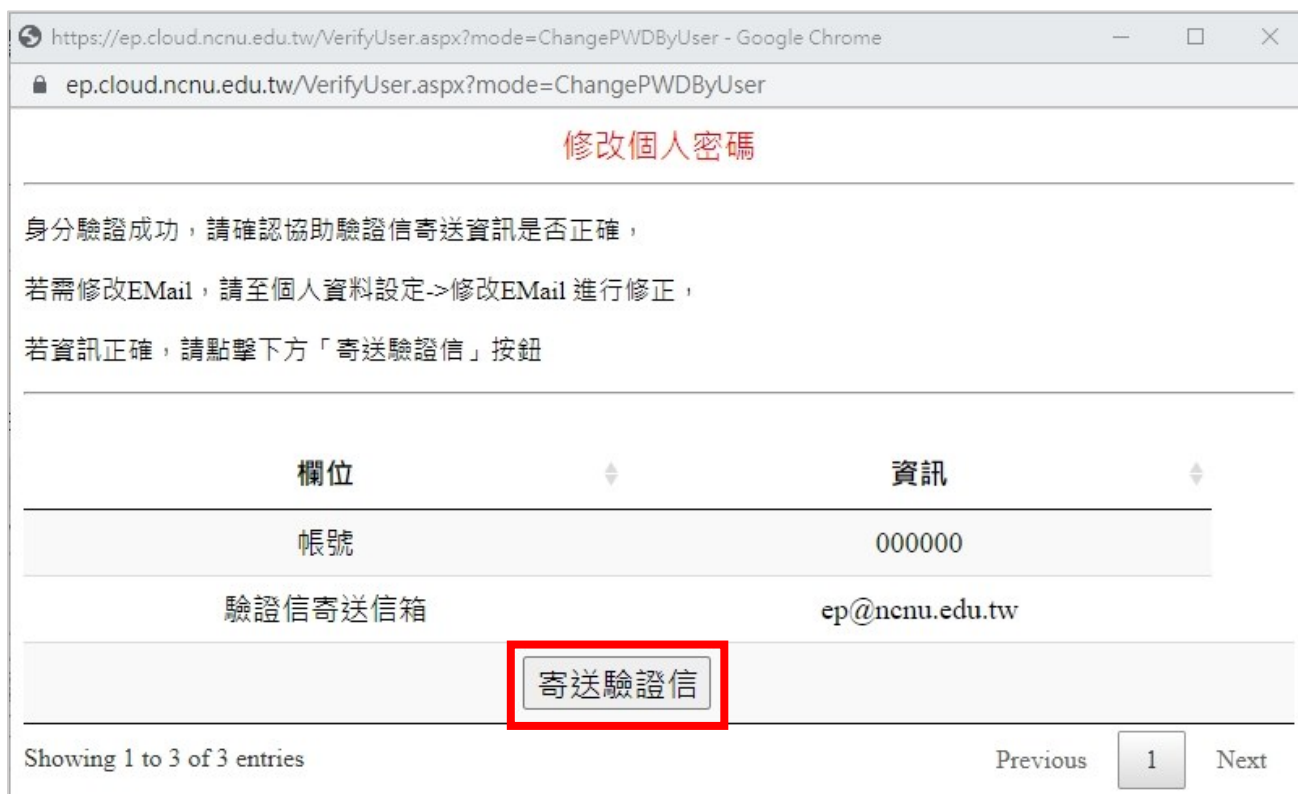 https://ep.cloud.ncnu.edu.tw/VerifyUser.aspx?mode=ChangePWDByUser - Google Chrome
ep.cloud.ncnu.edu.tw/VerifyUser.aspx?mode=ChangePWDByUser
修改個人密碼
身分驗證成功，請確認協助驗證信寄送資訊是否正確，
若需修改EMail，請至個人資料設定->修改EMail 進行修正，
若資訊正確，請點擊下方「寄送驗證信」按鈕
欄位 資訊
帳號 000000
驗證信寄送信箱 ep@ncnu.edu.tw
寄送驗證信
Showing 1 to 3 of 3 entries Previous 1 Next